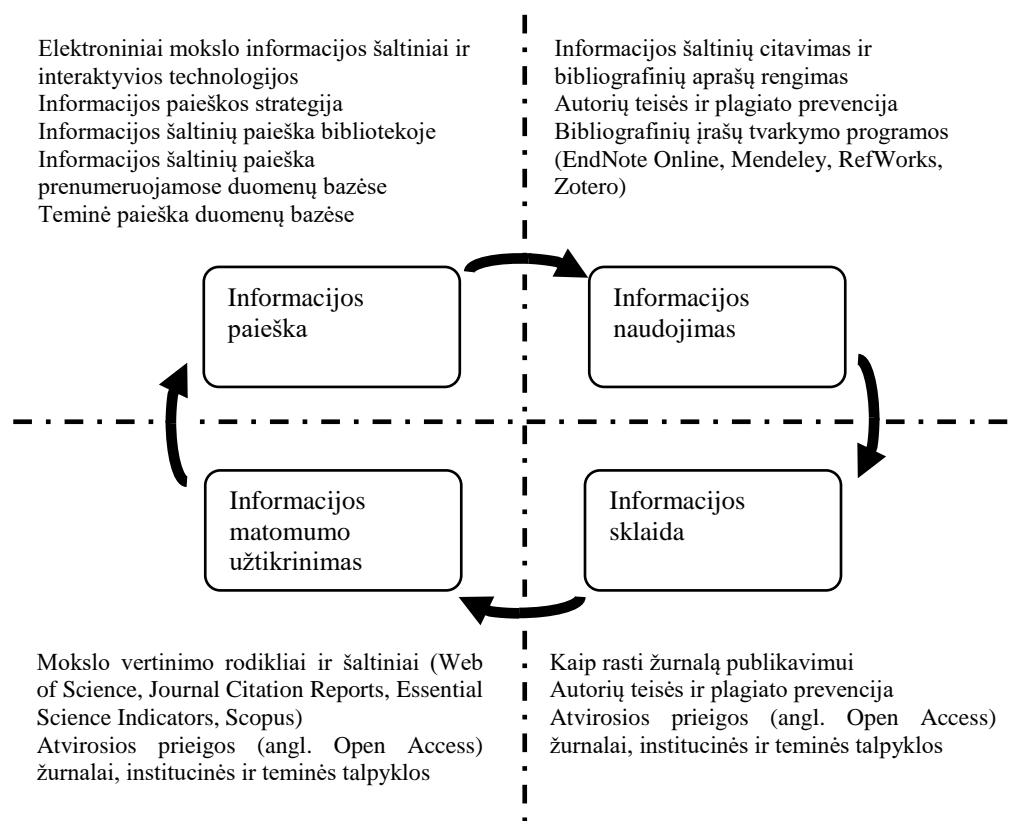 Elektroniniai mokslo informacijos šaltiniai ir
interaktyvios technologijos
Informacijos paieškos strategija
Informacijos šaltinių paieška bibliotekoje
Informacijos šaltinių paieška
prenumeruojamose duomenų bazėse
Teminė paieška duomenų bazėse
Informacijos šaltinių citavimas ir
bibliografinių aprašų rengimas
Autorių teisės ir plagiato prevencija
Bibliografinių įrašų tvarkymo programos
(EndNote Online, Mendeley, RefWorks,
Zotero)
Informacijos
paieška
Informacijos
naudojimas
Informacijos
matomumo
užtikrinimas
Informacijos
sklaida
Mokslo vertinimo rodikliai ir šaltiniai (Web
of Science, Journal Citation Reports, Essential
Science Indicators, Scopus)
Atvirosios prieigos (angl. Open Access)
žurnalai, institucinės ir teminės talpyklos
Kaip rasti žurnalą publikavimui
Autorių teisės ir plagiato prevencija
Atvirosios prieigos (angl. Open Access)
žurnalai, institucinės ir teminės talpyklos